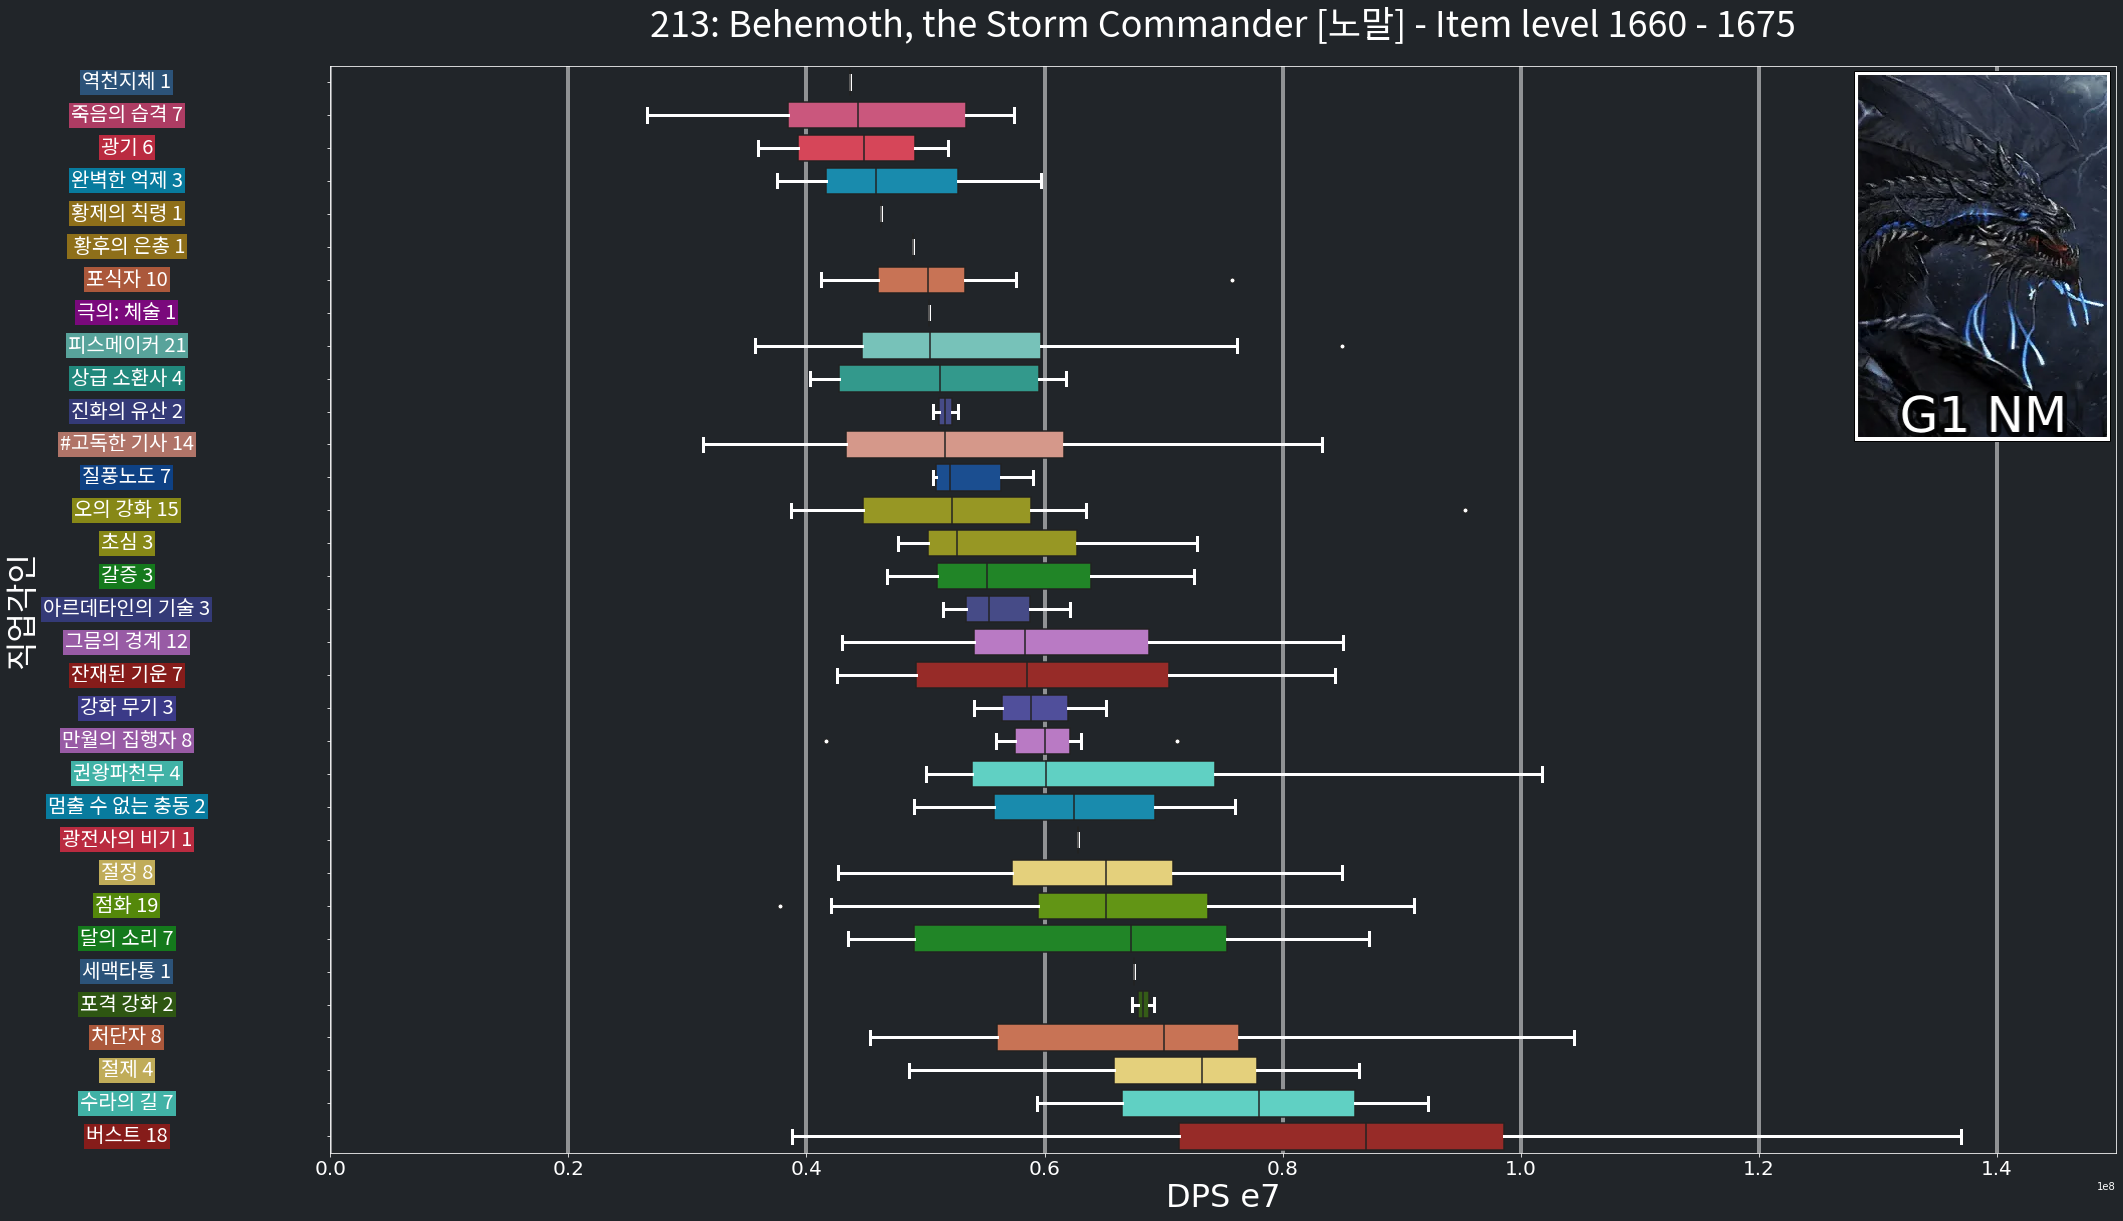 213: Behemoth, the Storm Commander [노말] - Item level 1660 - 1675
역천지체 1
죽음의 습격 7
광기 6
완벽한 억제 3
황제의 칙령 1
황후의 은총 1
포식자 10
극의: 체술 1
피스메이커 21
상급 소환사 4
진화의 유산 2
#고독한 기사 14
질풍노도 7
오의 강화 15
초심 3
갈증 3
아르데타인의 기술 3
그믐의 경계 12
잔재된 기운 7
강화 무기 3
만월의 집행자 8
권왕파천무 4
멈출 수 없는 충동 2
광전사의 비기 1
절정 8
점화 19
달의 소리 7
세맥타통 1
포격 강화 2
처단자 8
절제 4
수라의 길 7
버스트 18
직업각인
G1 NM
0.0 0.2 0.4 0.6 0.8 1.0 1.2 1.4
1e8
DPS e7